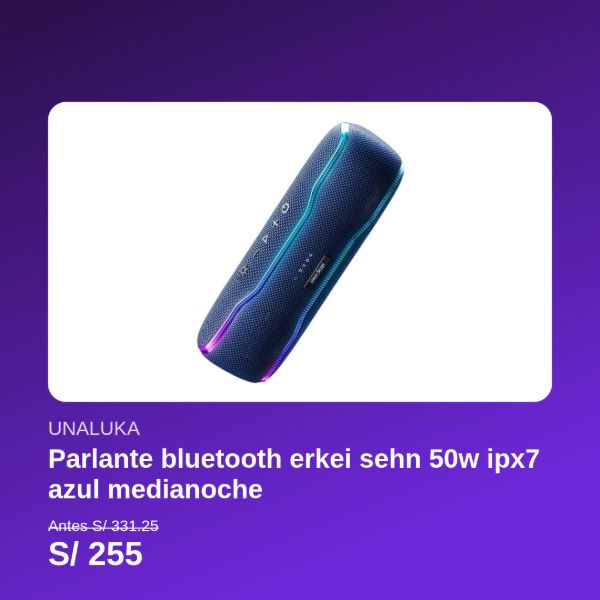 UNALUKA
Parlante bluetooth erkei sehn 50w ipx7
azul medianoche
Antes S/ 331.25
S/ 255